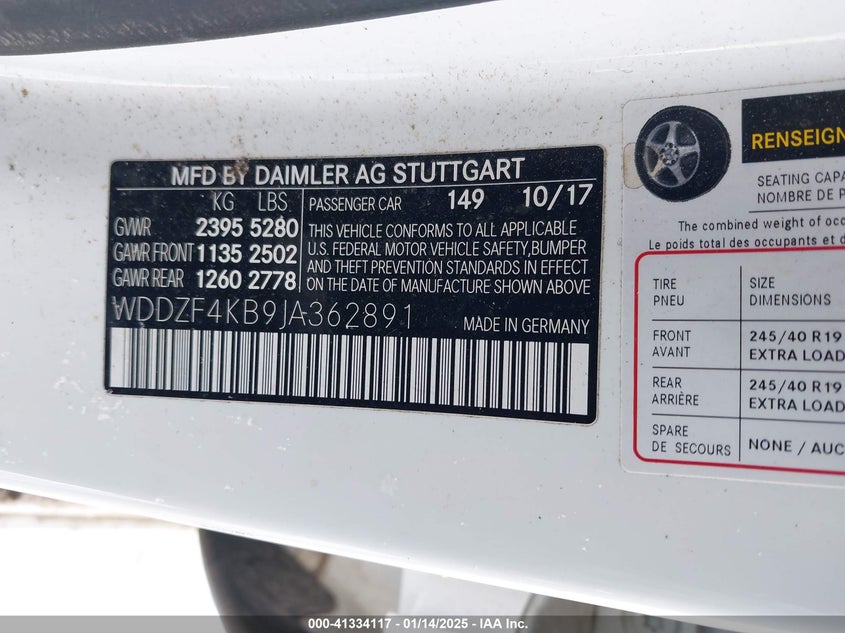 MFD BY DAIMLER AG STUTTGART
KG LBS
GVWR 2395 5280
GAWR FRONT 1135 2502
GAWR REAR 1260 2778
PASSENGER CAR 149 10/17
THIS VEHICLE CONFORMS TO ALL APPLICABLE
U.S. FEDERAL MOTOR VEHICLE SAFETY,BUMPER
AND THEFT PREVENTION STANDARDS IN EFFECT
ON THE DATE OF MANUFACTURE SHOWN ABOVE
WDDZF4KB9JA362891
MADE IN GERMANY
RENSEIGN
SEATING CAPA
NOMBRE DE P
The combined weight of occ
Le poids total des occupants et d
TIRE SIZE
PNEU DIMENSIONS
FRONT 245/40 R19
AVANT EXTRA LOAD
REAR 245/40 R19
ARRIÈRE EXTRA LOAD
SPARE
DE SECOURS NONE / AUC
000-41334117 - 01/14/2025 - IAA Inc.